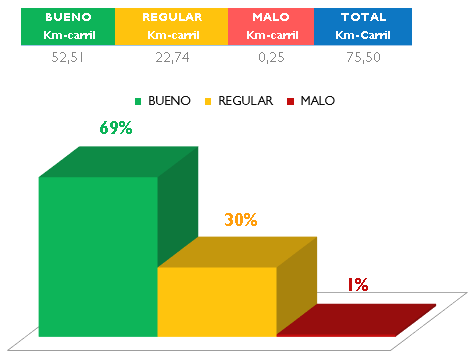 BUENO REGULAR MALO TOTAL
Km-carril Km-carril Km-carril Km-Carril
52,51 22,74 0,25 75,50
BUENO REGULAR MALO
69%
30%
1%